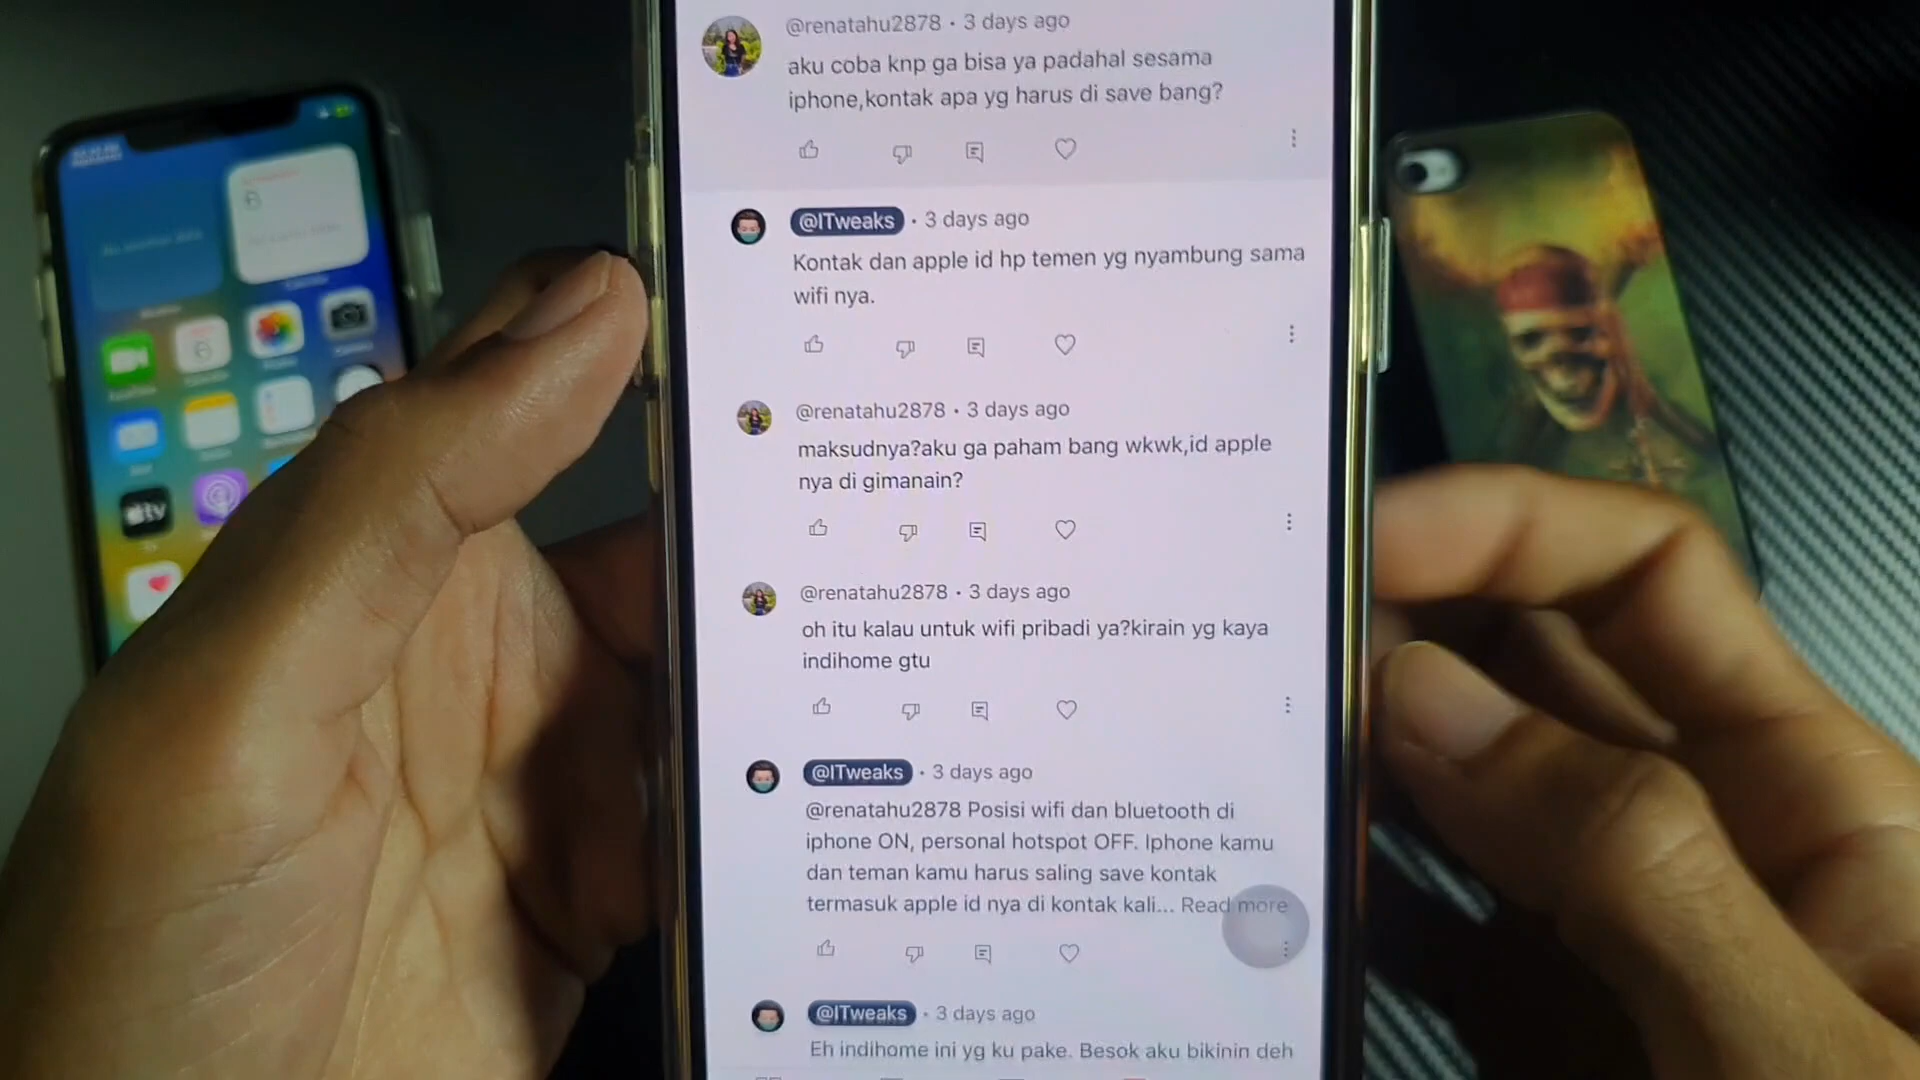 @renatahu2878 · 3 days ago
aku coba knp ga bisa ya padahal sesama
iphone,kontak apa yg harus di save bang?
@ITweaks · 3 days ago
Kontak dan apple id hp temen yg nyambung sama
wifi nya.
@renatahu2878 · 3 days ago
maksudnya?aku ga paham bang wkwk,id apple
nya di gimanain?
@renatahu2878 · 3 days ago
oh itu kalau untuk wifi pribadi ya?kirain yg kaya
indihome gtu
@ITweaks · 3 days ago
@renatahu2878 Posisi wifi dan bluetooth di
iphone ON, personal hotspot OFF. Iphone kamu
dan teman kamu harus saling save kontak
termasuk apple id nya di kontak kali... Read more
@ITweaks · 3 days ago
Eh indihome ini yg ku pake. Besok aku bikinin deh
tv